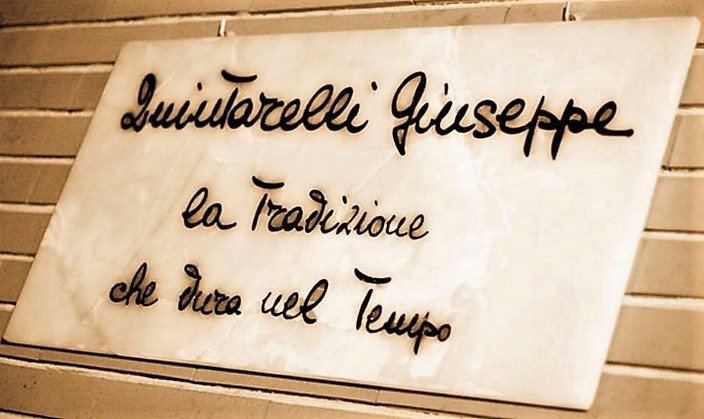 Quintarelli Giuseppe
la Tradizione
che dura nel Tempo